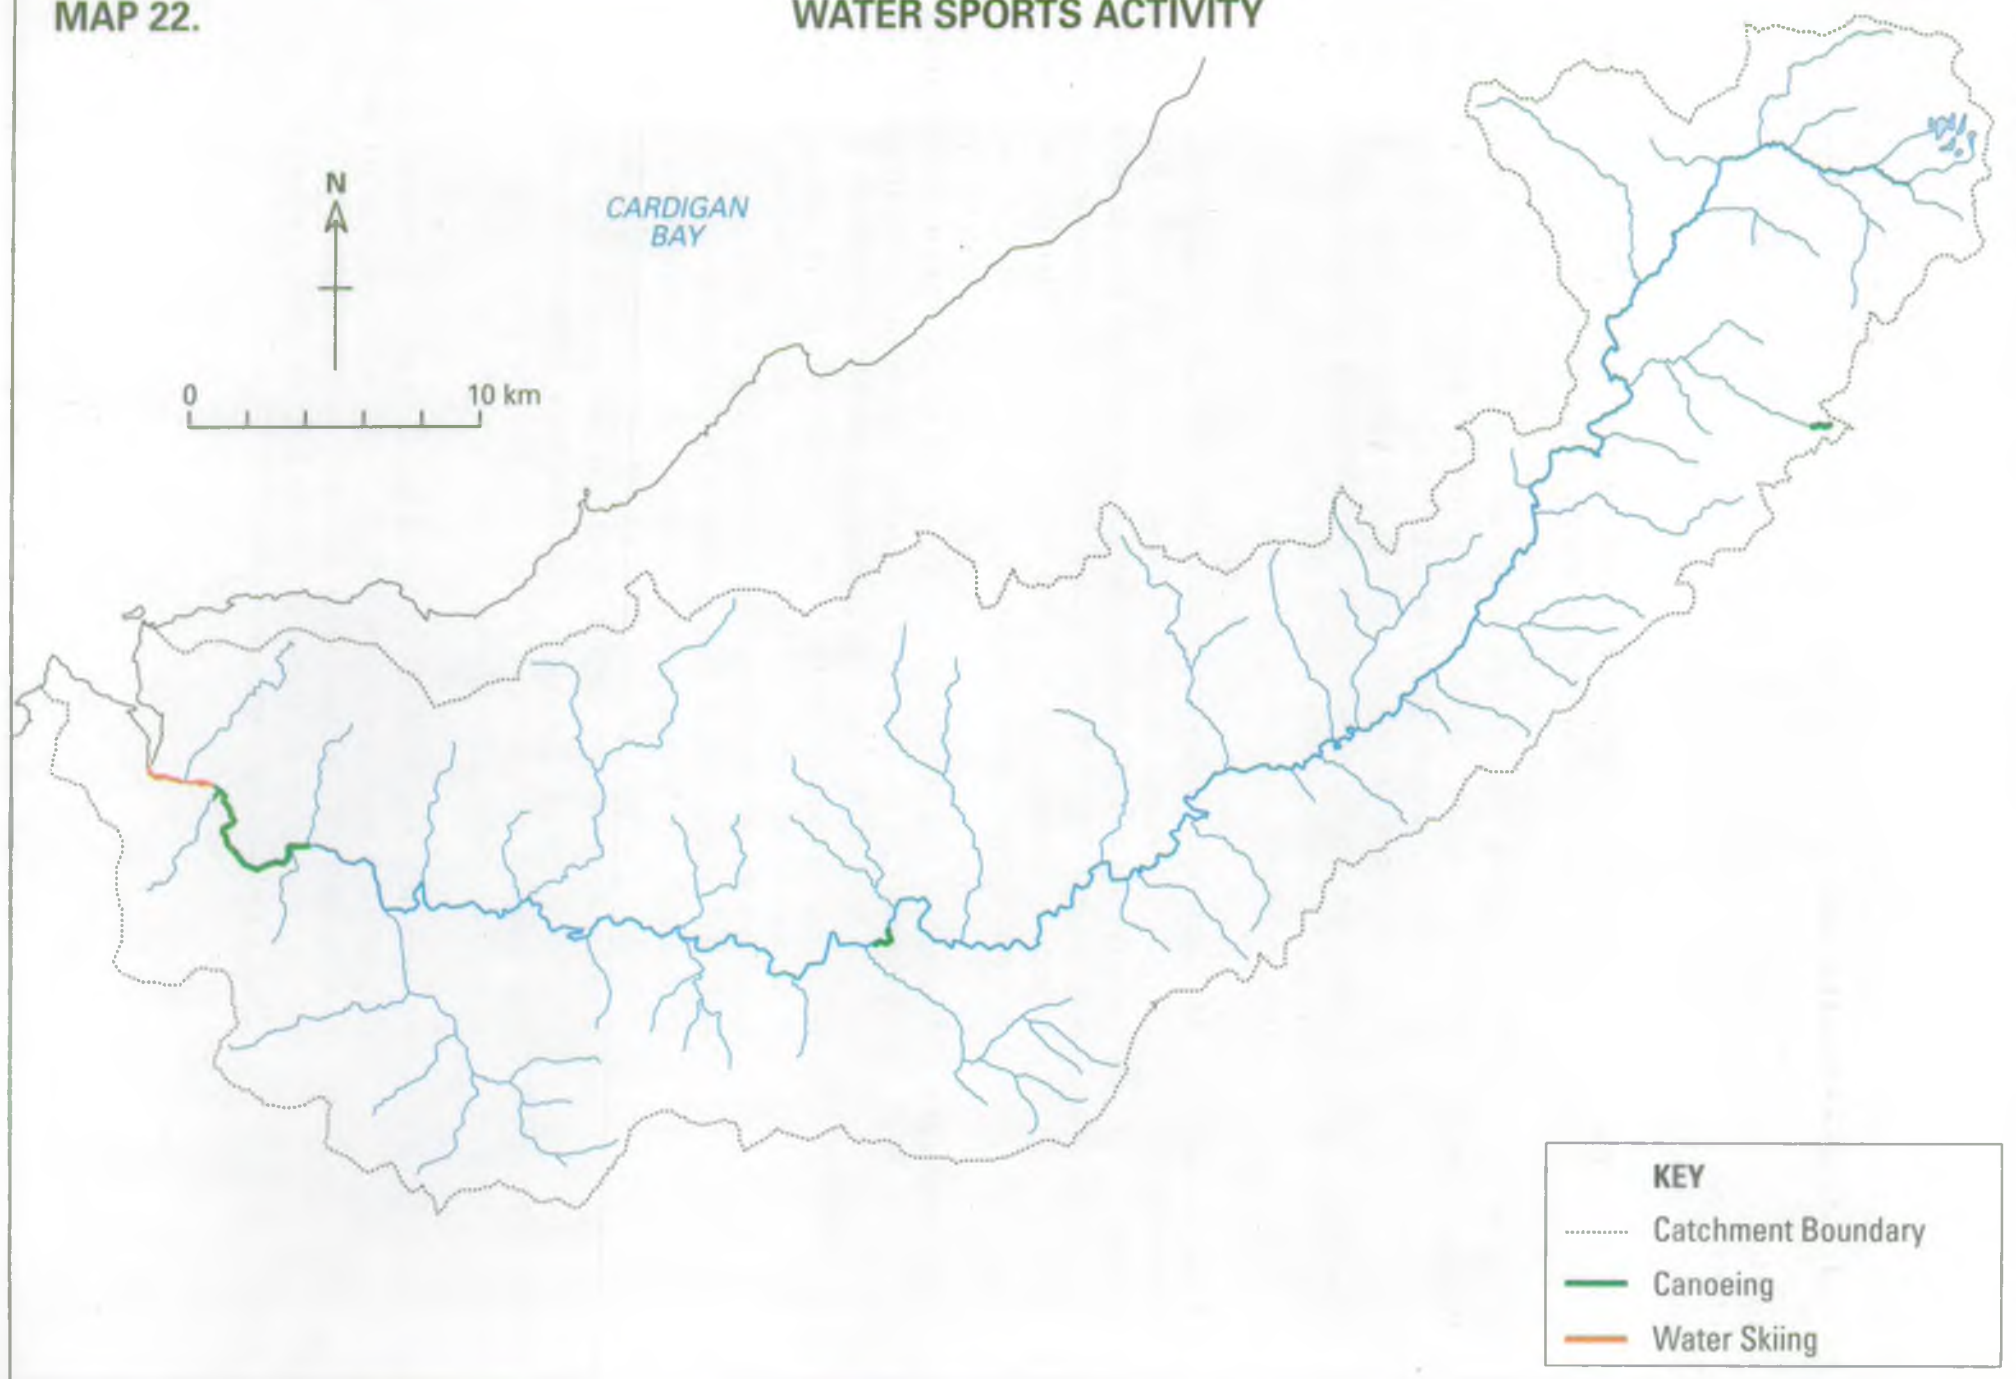 MAP 22.
WATER SPORTS ACTIVITY
N
CARDIGAN
BAY
0 10 km
KEY
Catchment Boundary
Canoeing
Water Skiing